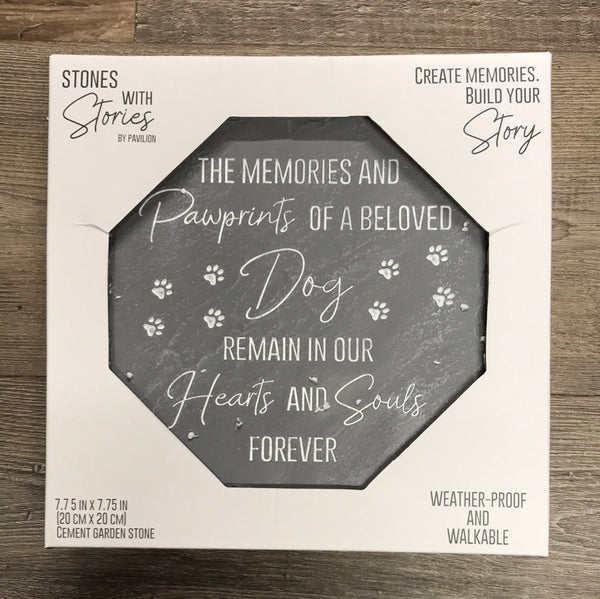 STONES
WITH
Stories
BY PAVILION
CREATE MEMORIES.
BUILD YOUR
Story
THE MEMORIES AND
Pawprints OF A BELOVED
Dog
REMAIN IN OUR
Hearts AND Souls
FOREVER
7.75 IN X 7.75 IN
(20 CM X 20 CM)
CEMENT GARDEN STONE
WEATHER-PROOF
AND
WALKABLE